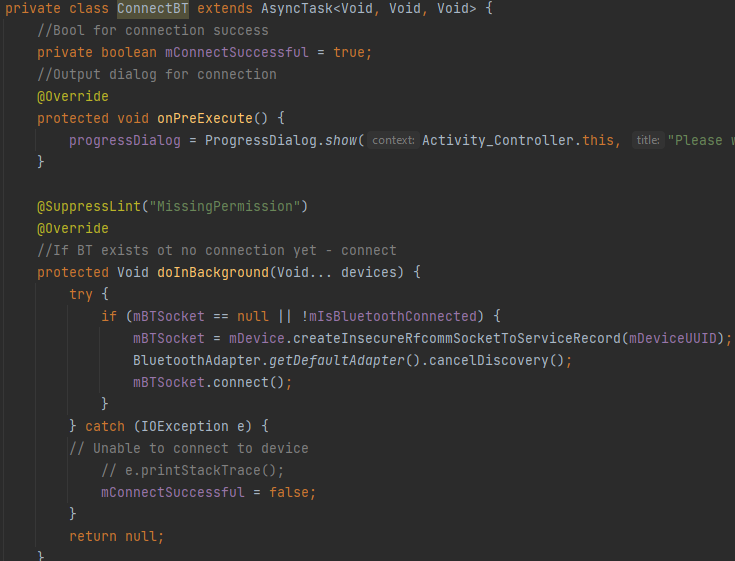 private class ConnectBT extends AsyncTask<Void, Void, Void> {
//Bool for connection success
private boolean mConnectSuccessful = true;
//Output dialog for connection
@Override
protected void onPreExecute() {
progressDialog = ProgressDialog.show( context: Activity_Controller.this, title: "Please w
}
@SuppressLint("MissingPermission")
@Override
//If BT exists ot no connection yet - connect
protected Void doInBackground(Void... devices) {
try {
if (mBTSocket == null || !mIsBluetoothConnected) {
mBTSocket = mDevice.createInsecureRfcommSocketToServiceRecord(mDeviceUUID);
BluetoothAdapter.getDefaultAdapter().cancelDiscovery();
mBTSocket.connect();
}
} catch (IOException e) {
// Unable to connect to device
// e.printStackTrace();
mConnectSuccessful = false;
}
return null;
}